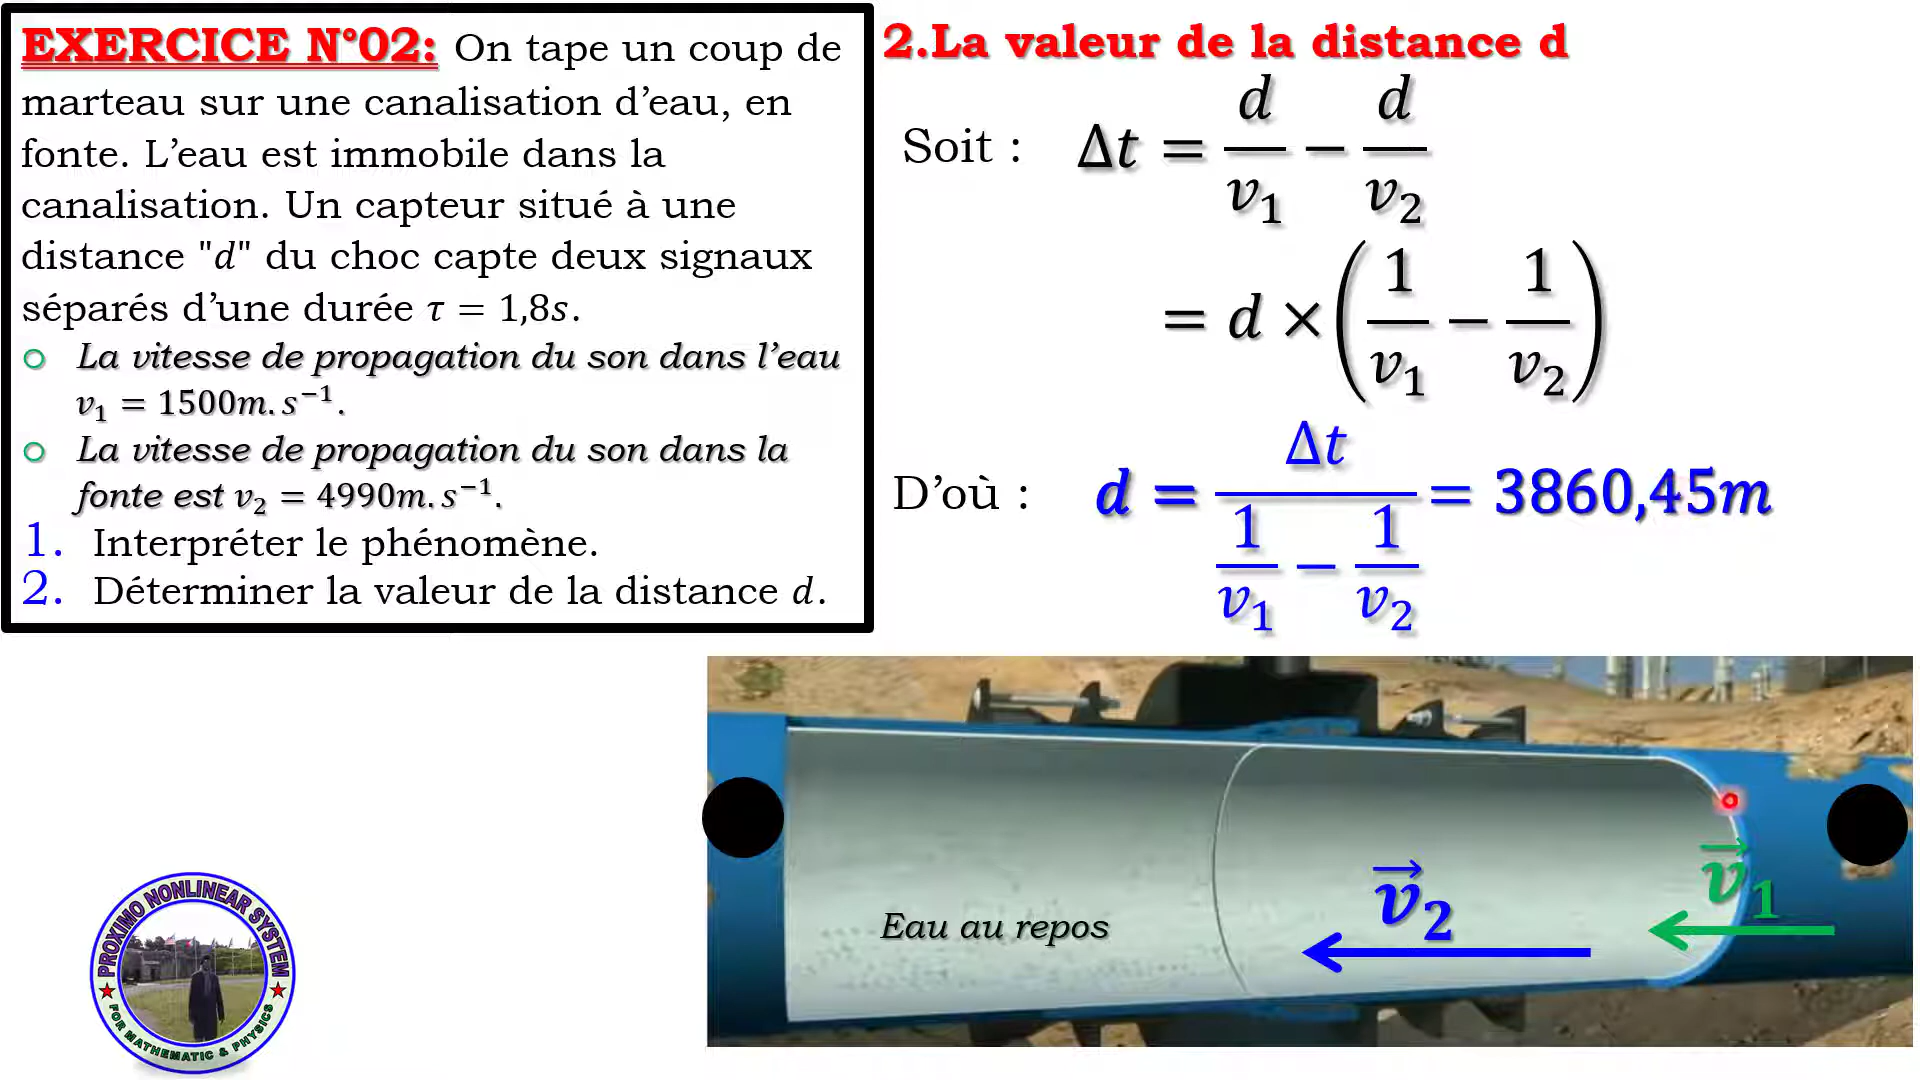 EXERCICE N°02: On tape un coup de
marteau sur une canalisation d’eau, en
fonte. L’eau est immobile dans la
canalisation. Un capteur situé à une
distance "d" du choc capte deux signaux
séparés d’une durée τ = 1,8s.
o La vitesse de propagation du son dans l’eau
v₁ = 1500m.s⁻¹.
o La vitesse de propagation du son dans la
fonte est v₂ = 4990m.s⁻¹.
1. Interpréter le phénomène.
2. Déterminer la valeur de la distance d.
2.La valeur de la distance d
Soit : Δt = d/v₁ − d/v₂
= d × (1/v₁ − 1/v₂)
D’où : d = Δt/(1/v₁ − 1/v₂) = 3860,45m
v⃗₁
v⃗₂
Eau au repos
PROXIMO NONLINEAR SYSTEM
FOR MATHEMATIC & PHYSICS